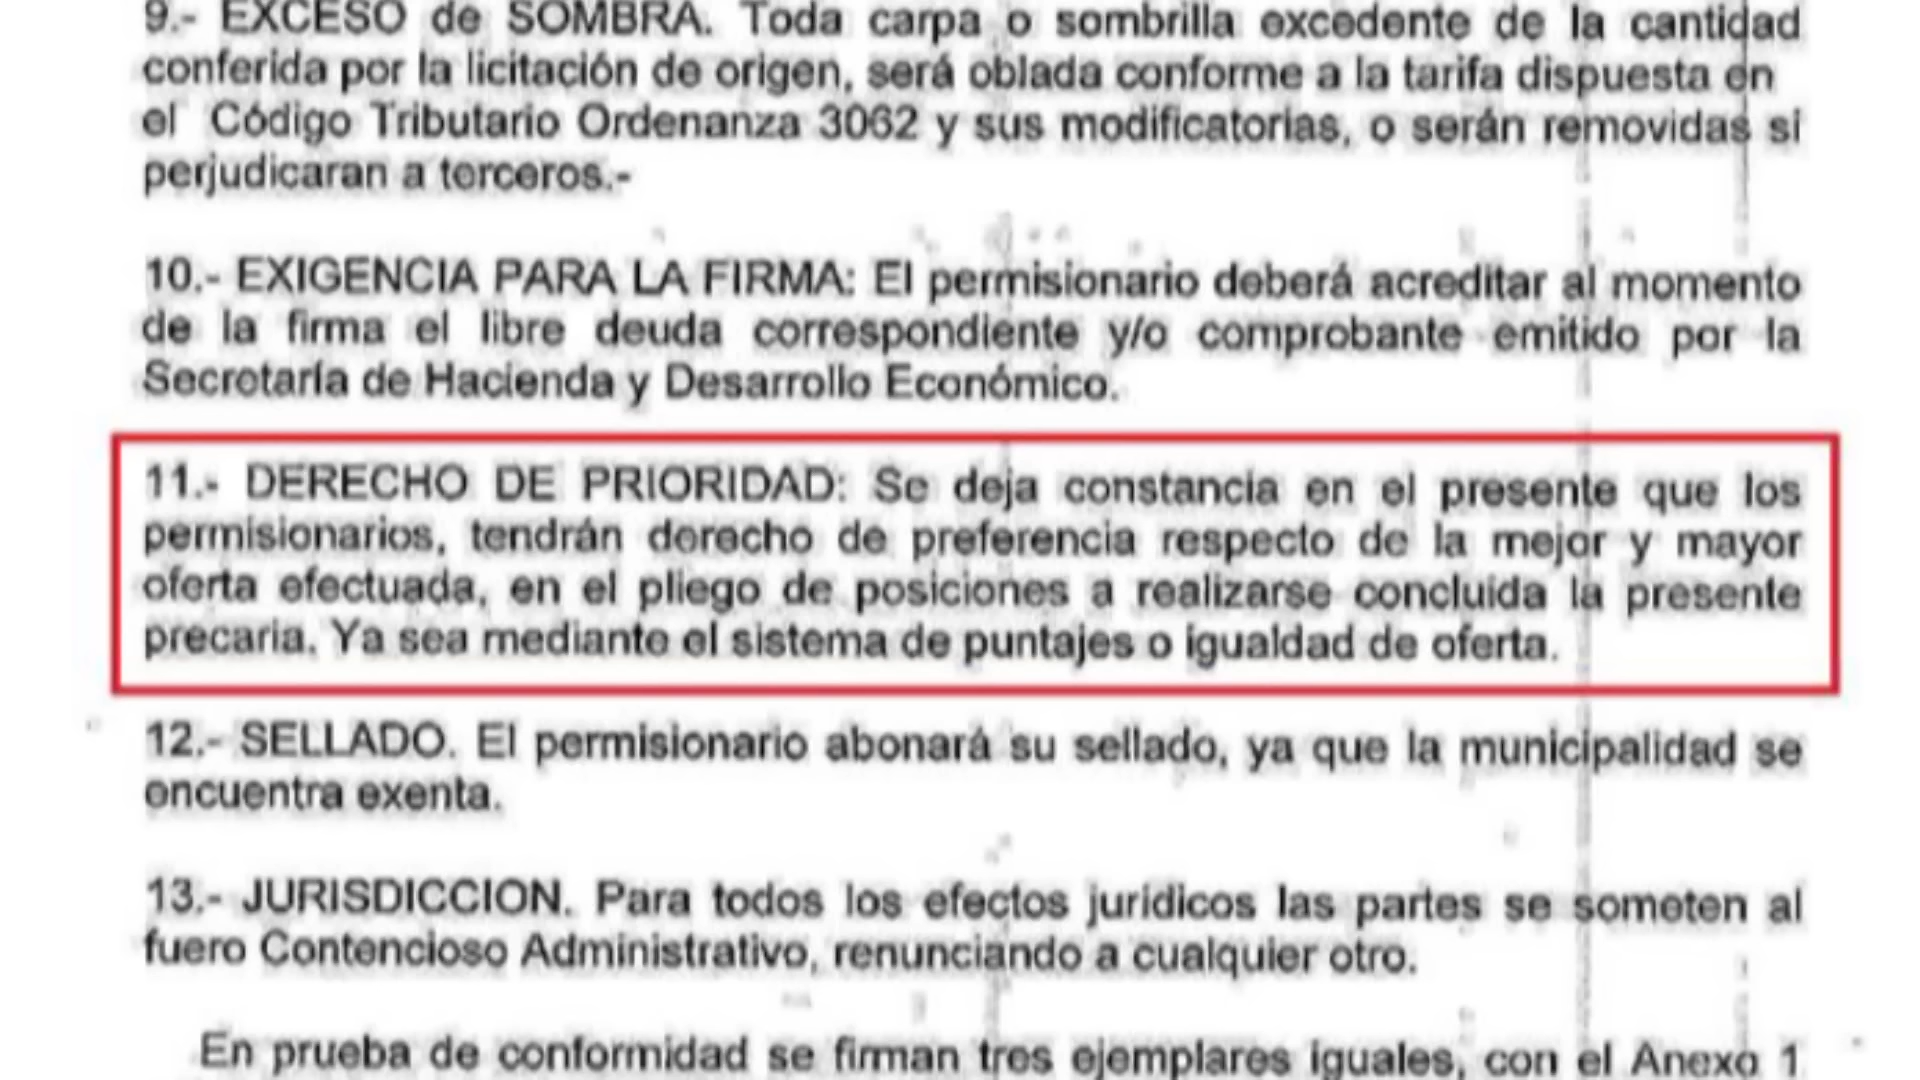 9.- EXCESO de SOMBRA. Toda carpa o sombrilla excedente de la cantidad
conferida por la licitación de origen, será oblada conforme a la tarifa dispuesta en
el Código Tributario Ordenanza 3062 y sus modificatorias, o serán removidas si
perjudicaran a terceros.-
10.- EXIGENCIA PARA LA FIRMA: El permisionario deberá acreditar al momento
de la firma el libre deuda correspondiente y/o comprobante emitido por la
Secretaría de Hacienda y Desarrollo Económico.
11.- DERECHO DE PRIORIDAD: Se deja constancia en el presente que los
permisionarios, tendrán derecho de preferencia respecto de la mejor y mayor
oferta efectuada, en el pliego de posiciones a realizarse concluida la presente
precaria. Ya sea mediante el sistema de puntajes o igualdad de oferta.
12.- SELLADO. El permisionario abonará su sellado, ya que la municipalidad se
encuentra exenta.
13.- JURISDICCION. Para todos los efectos jurídicos las partes se someten al
fuero Contencioso Administrativo, renunciando a cualquier otro.
En prueba de conformidad se firman tres ejemplares iguales, con el Anexo 1